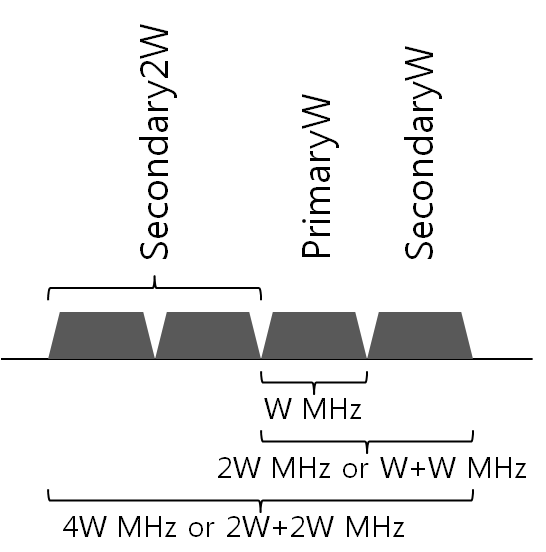 Secondary2W
PrimaryW
SecondaryW
W MHz
2W MHz or W+W MHz
4W MHz or 2W+2W MHz